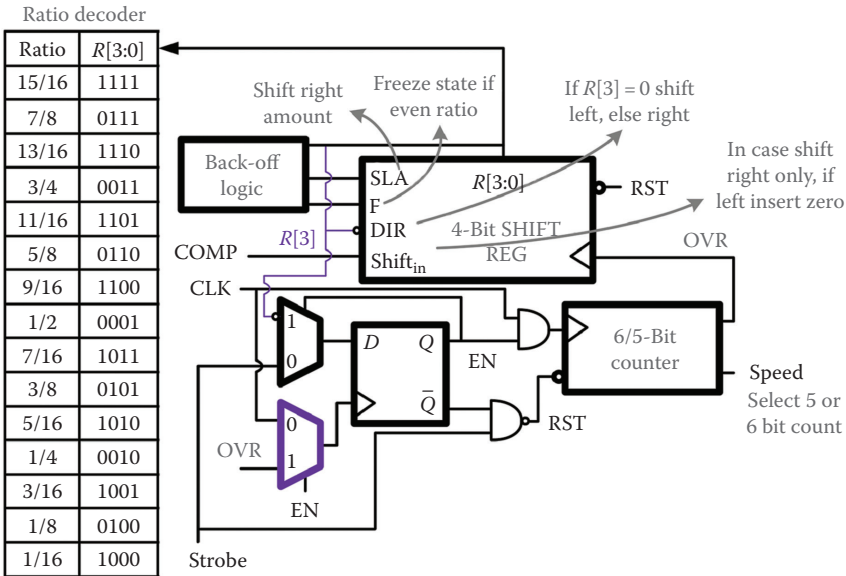 Ratio decoder
Ratio R[3:0]
15/16 1111
7/8 0111
13/16 1110
3/4 0011
11/16 1101
5/8 0110
9/16 1100
1/2 0001
7/16 1011
3/8 0101
5/16 1010
1/4 0010
3/16 1001
1/8 0100
1/16 1000
Shift right
amount
Freeze state if
even ratio
If R[3] = 0 shift
left, else right
In case shift
right only, if
left insert zero
Back-off
logic
SLA
F
DIR
Shiftin
R[3:0]
4-Bit SHIFT
REG
RST
OVR
R[3]
COMP
CLK
1
0
D Q
Q̅
EN
6/5-Bit
counter
Speed
Select 5 or
6 bit count
RST
0
1
OVR
EN
Strobe